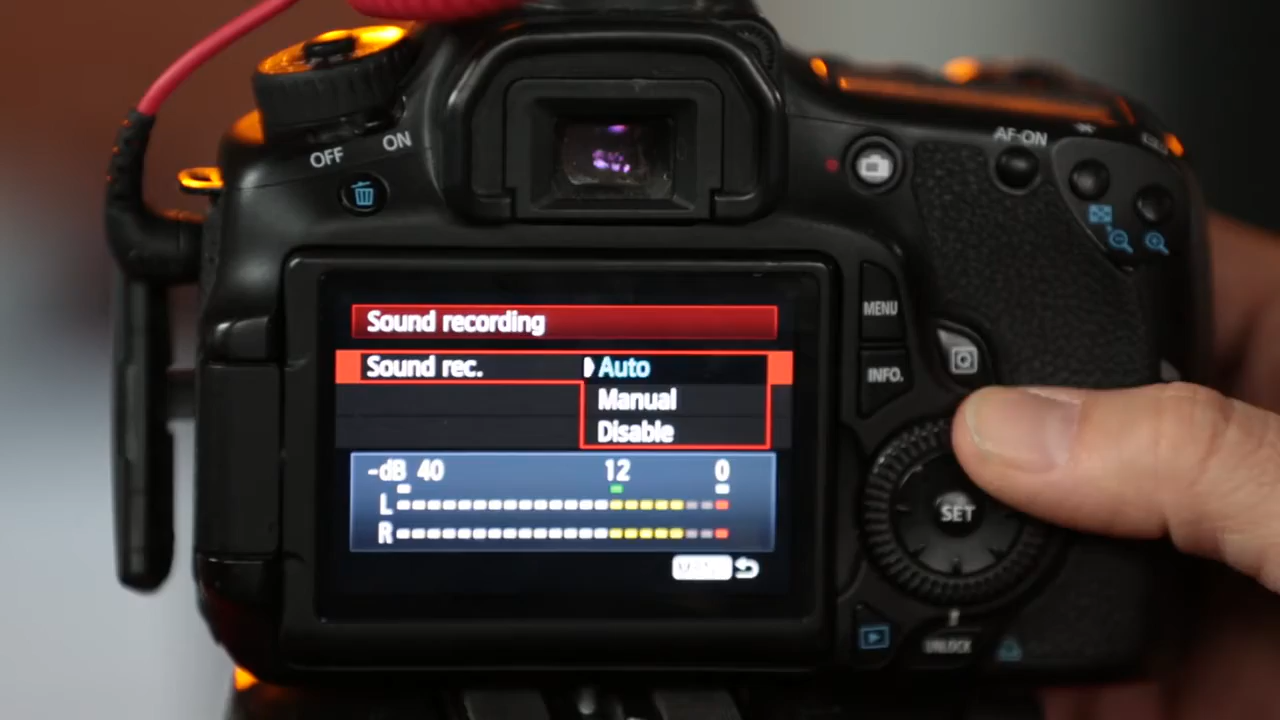 OFF ON
AF-ON
MENU
INFO.
Sound recording
Sound rec. Auto
Manual
Disable
-dB 40 12 0
L
R
MENU
SET
UNLOCK